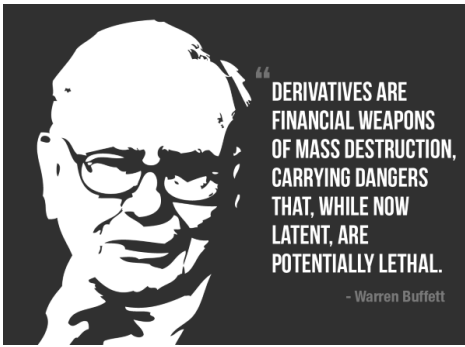 “
DERIVATIVES ARE
FINANCIAL WEAPONS
OF MASS DESTRUCTION,
CARRYING DANGERS
THAT, WHILE NOW
LATENT, ARE
POTENTIALLY LETHAL.
- Warren Buffett